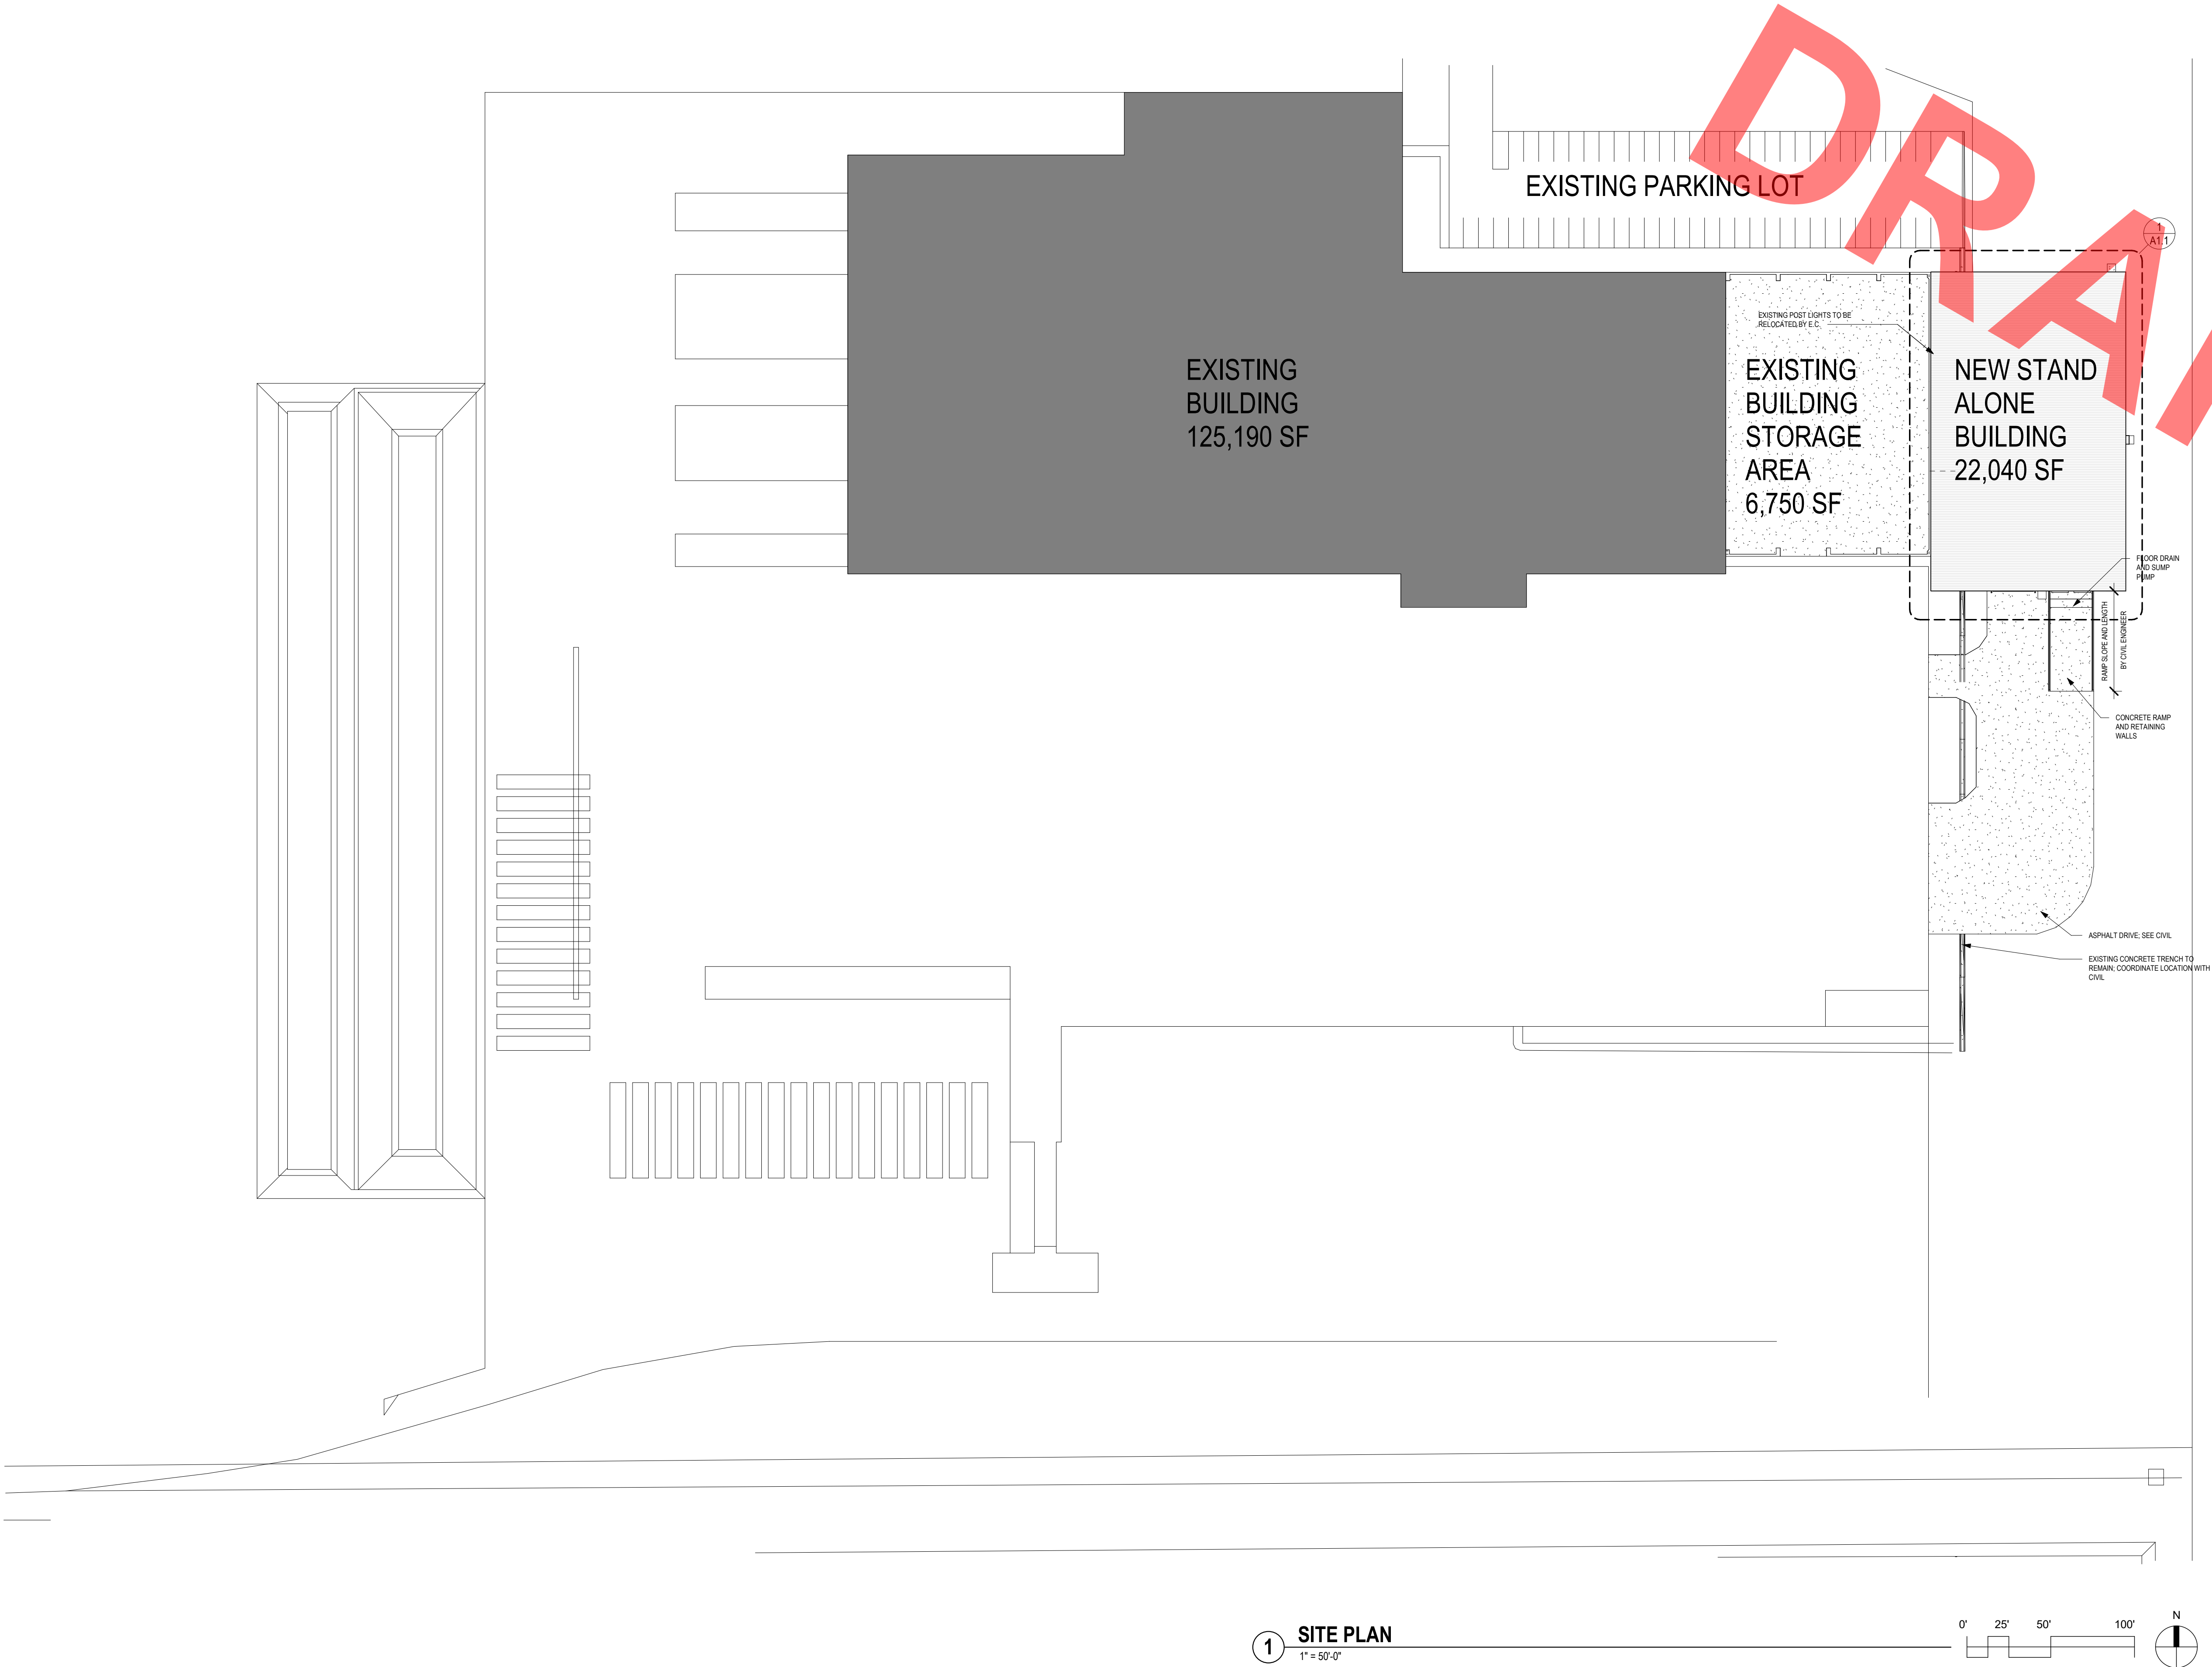 DRA
EXISTING PARKING LOT
1
A1.1
EXISTING POST LIGHTS TO BE
RELOCATED BY E.C.
EXISTING
BUILDING
125,190 SF
EXISTING
BUILDING
STORAGE
AREA
6,750 SF
NEW STAND
ALONE
BUILDING
22,040 SF
FLOOR DRAIN
AND SUMP
PUMP
RAMP SLOPE AND LENGTH
BY CIVIL ENGINEER
CONCRETE RAMP
AND RETAINING
WALLS
ASPHALT DRIVE; SEE CIVIL
EXISTING CONCRETE TRENCH TO
REMAIN; COORDINATE LOCATION WITH
CIVIL
1
SITE PLAN
1" = 50'-0"
0' 25' 50' 100'
N